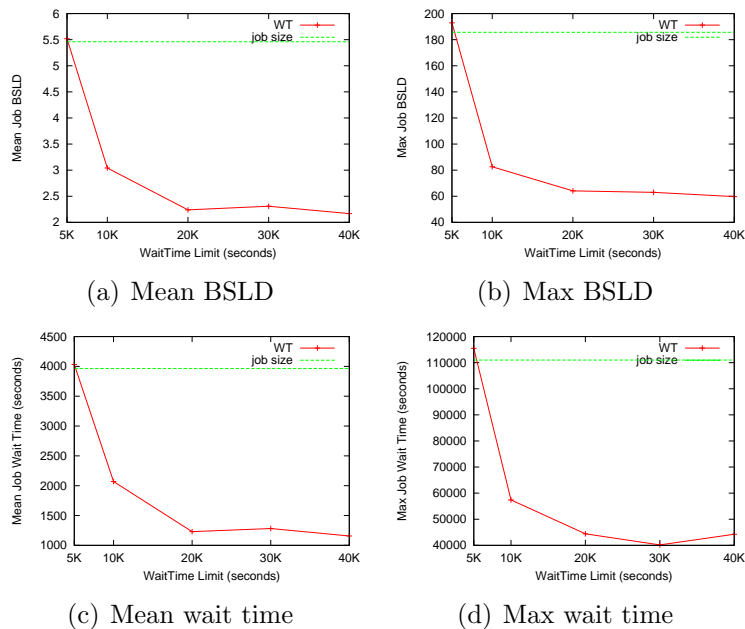 6
5.5
5
4.5
4
3.5
3
2.5
2
5K
10K
20K
30K
40K
Mean Job BSLD
WaitTime Limit (seconds)
WT
job size
(a) Mean BSLD
200
180
160
140
120
100
80
60
40
5K
10K
20K
30K
40K
Max Job BSLD
WaitTime Limit (seconds)
WT
job size
(b) Max BSLD
4500
4000
3500
3000
2500
2000
1500
1000
5K
10K
20K
30K
40K
Mean Job Wait Time (seconds)
WaitTime Limit (seconds)
WT
job size
(c) Mean wait time
120000
110000
100000
90000
80000
70000
60000
50000
40000
5K
10K
20K
30K
40K
Max Job Wait Time (seconds)
WaitTime Limit (seconds)
WT
job size
(d) Max wait time